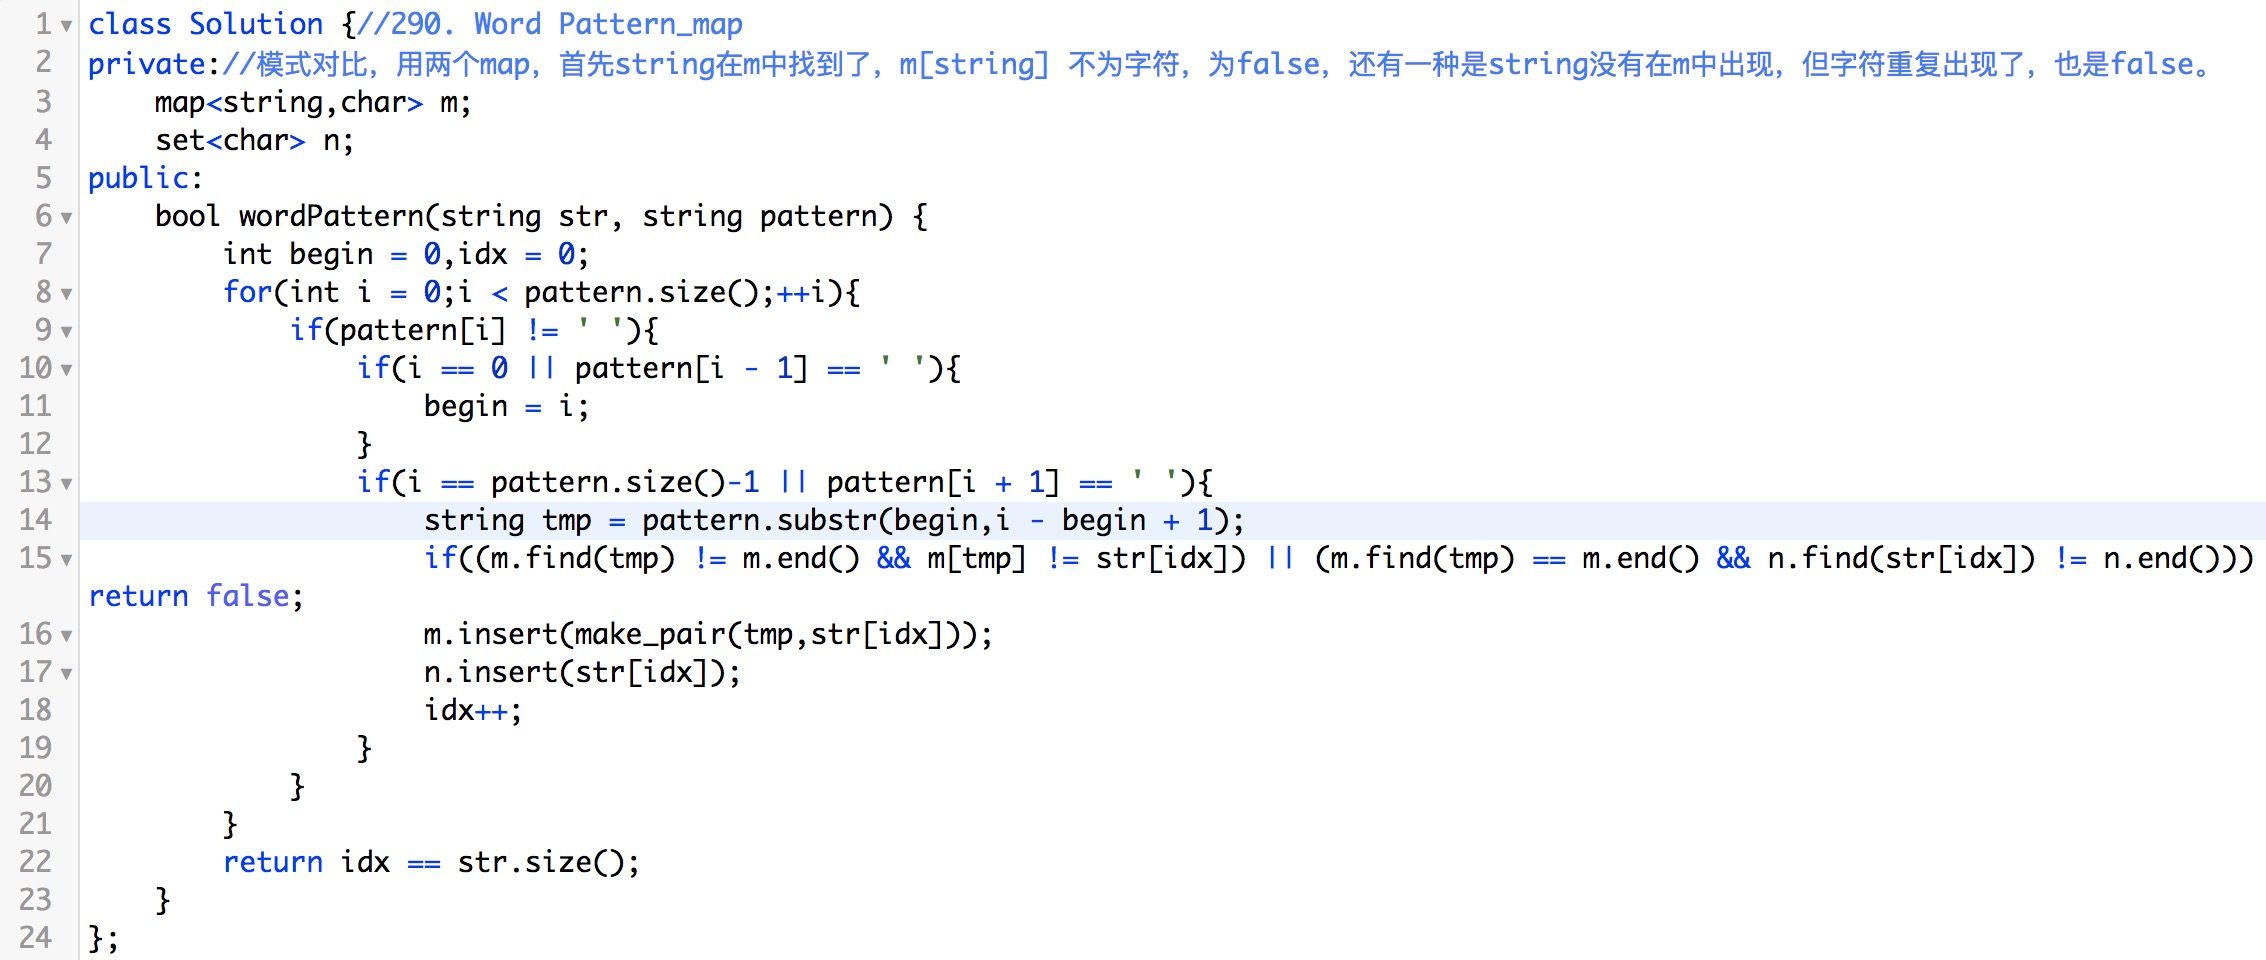 1 class Solution {//290. Word Pattern_map
2 private://模式对比，用两个map，首先string在m中找到了，m[string] 不为字符，为false，还有一种是string没有在m中出现，但字符重复出现了，也是false。
3     map<string,char> m;
4     set<char> n;
5 public:
6     bool wordPattern(string str, string pattern) {
7         int begin = 0,idx = 0;
8         for(int i = 0;i < pattern.size();++i){
9             if(pattern[i] != ' '){
10                 if(i == 0 || pattern[i - 1] == ' '){
11                     begin = i;
12                 }
13                 if(i == pattern.size()-1 || pattern[i + 1] == ' '){
14                     string tmp = pattern.substr(begin,i - begin + 1);
15                     if((m.find(tmp) != m.end() && m[tmp] != str[idx]) || (m.find(tmp) == m.end() && n.find(str[idx]) != n.end()))
return false;
16                     m.insert(make_pair(tmp,str[idx]));
17                     n.insert(str[idx]);
18                     idx++;
19                 }
20             }
21         }
22         return idx == str.size();
23     }
24 };